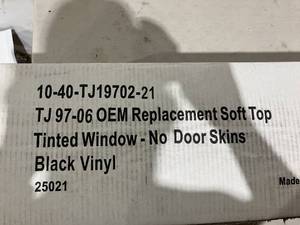 10-40-TJ19702-21
TJ 97-06 OEM Replacement Soft Top
Tinted Window - No Door Skins
Black Vinyl
25021
Made